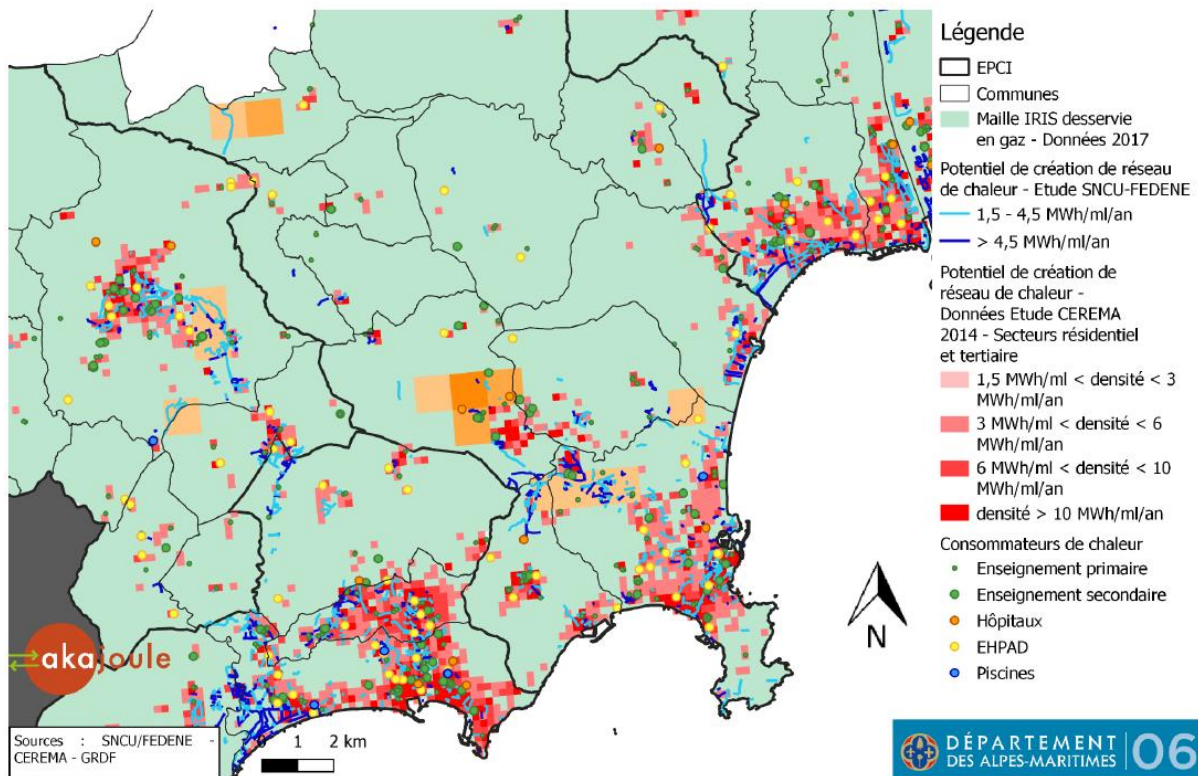 Légende
EPCI
Communes
Maille IRIS desservie
en gaz - Données 2017
Potentiel de création de réseau
de chaleur - Etude SNCU-FEDENE
1,5 - 4,5 MWh/ml/an
> 4,5 MWh/ml/an
Potentiel de création de
réseau de chaleur -
Données Etude CEREMA
2014 - Secteurs résidentiel
et tertiaire
1,5 MWh/ml < densité < 3
MWh/ml/an
3 MWh/ml < densité < 6
MWh/ml/an
6 MWh/ml < densité < 10
MWh/ml/an
densité > 10 MWh/ml/an
Consommateurs de chaleur
Enseignement primaire
Enseignement secondaire
Hôpitaux
EHPAD
Piscines
N
akajoule
Sources : SNCU/FEDENE -
CEREMA - GRDF
0 1 2 km
DÉPARTEMENT
DES ALPES-MARITIMES
06